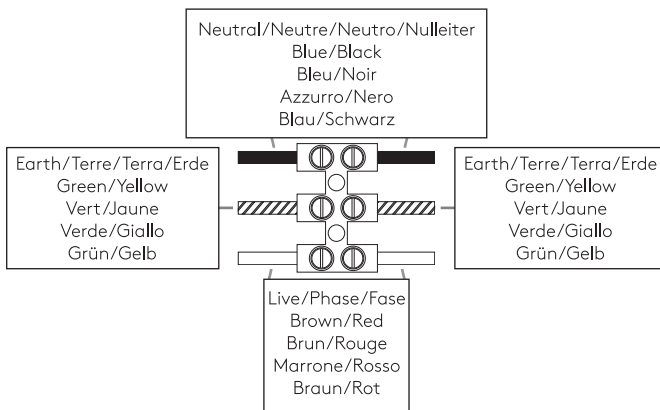 Neutral/Neutre/Neutro/Nulleiter
Blue/Black
Bleu/Noir
Azzurro/Nero
Blau/Schwarz
Earth/Terre/Terra/Erde
Green/Yellow
Vert/Jaune
Verde/Giallo
Grün/Gelb
Earth/Terre/Terra/Erde
Green/Yellow
Vert/Jaune
Verde/Giallo
Grün/Gelb
Live/Phase/Fase
Brown/Red
Brun/Rouge
Marrone/Rosso
Braun/Rot